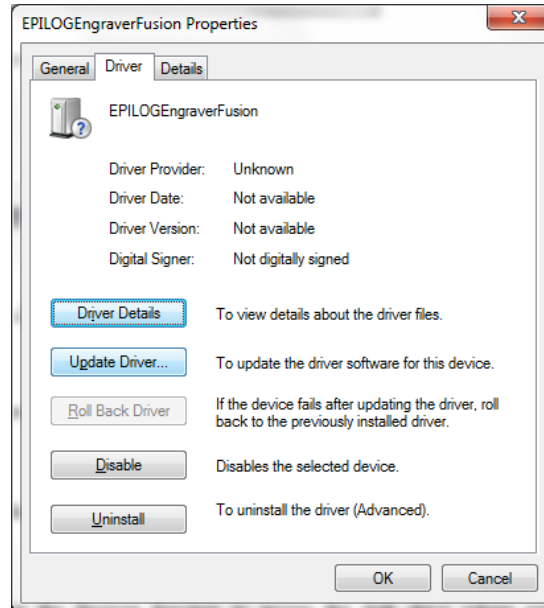 EPILOGEngraverFusion Properties
General Driver Details
EPILOGEngraverFusion
Driver Provider: Unknown
Driver Date: Not available
Driver Version: Not available
Digital Signer: Not digitally signed
Driver Details To view details about the driver files.
Update Driver... To update the driver software for this device.
Roll Back Driver If the device fails after updating the driver, roll
back to the previously installed driver.
Disable Disables the selected device.
Uninstall To uninstall the driver (Advanced).
OK Cancel